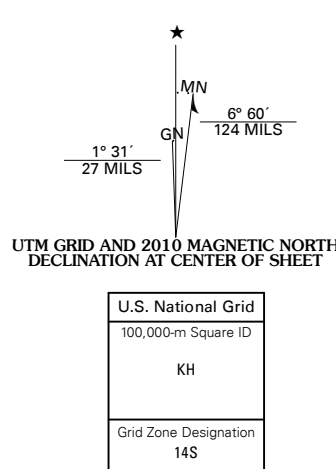 ★
MN
6° 60´
124 MILS
GN
1° 31´
27 MILS
UTM GRID AND 2010 MAGNETIC NORTH
DECLINATION AT CENTER OF SHEET
U.S. National Grid
100,000-m Square ID
KH
Grid Zone Designation
14S